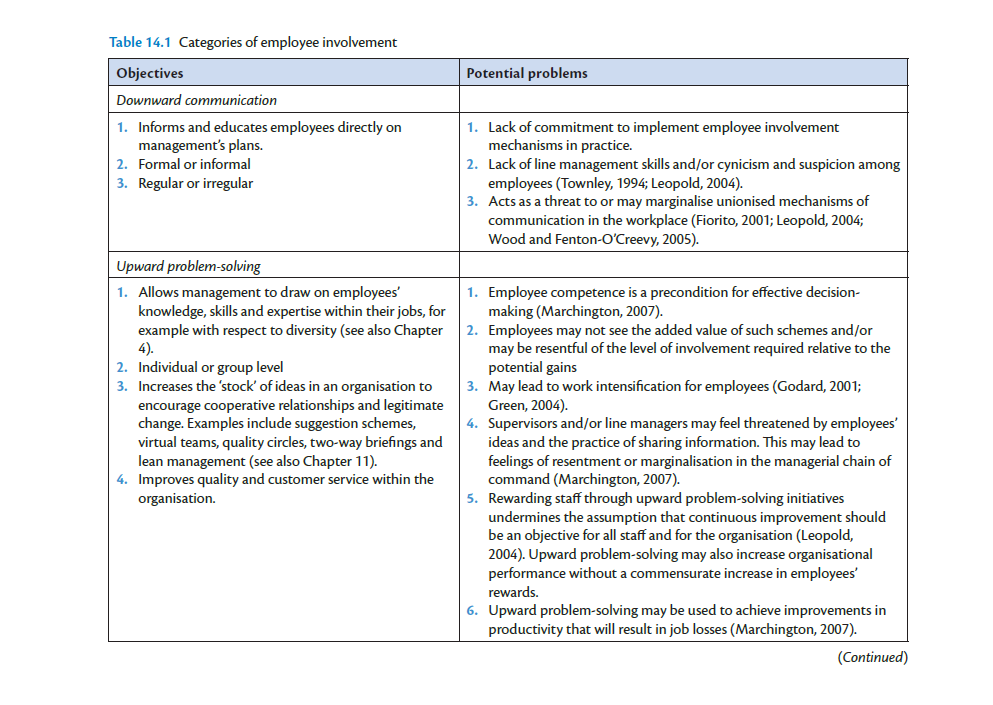 Table 14.1 Categories of employee involvement
Objectives
Potential problems
Downward communication
1. Informs and educates employees directly on
management's plans.
2. Formal or informal
3. Regular or irregular
1. Lack of commitment to implement employee involvement
mechanisms in practice.
2. Lack of line management skills and/or cynicism and suspicion among
employees (Townley, 1994; Leopold, 2004).
3. Acts as a threat to or may marginalise unionised mechanisms of
communication in the workplace (Fiorito, 2001; Leopold, 2004;
Wood and Fenton-O'Creevy, 2005).
Upward problem-solving
1. Allows management to draw on employees'
knowledge, skills and expertise within their jobs, for
example with respect to diversity (see also Chapter
4).
2. Individual or group level
3. Increases the 'stock' of ideas in an organisation to
encourage cooperative relationships and legitimate
change. Examples include suggestion schemes,
virtual teams, quality circles, two-way briefings and
lean management (see also Chapter 11).
4. Improves quality and customer service within the
organisation.
1. Employee competence is a precondition for effective decision-
making (Marchington, 2007).
2. Employees may not see the added value of such schemes and/or
may be resentful of the level of involvement required relative to the
potential gains
3. May lead to work intensification for employees (Godard, 2001;
Green, 2004).
4. Supervisors and/or line managers may feel threatened by employees'
ideas and the practice of sharing information. This may lead to
feelings of resentment or marginalisation in the managerial chain of
command (Marchington, 2007).
5. Rewarding staff through upward problem-solving initiatives
undermines the assumption that continuous improvement should
be an objective for all staff and for the organisation (Leopold,
2004). Upward problem-solving may also increase organisational
performance without a commensurate increase in employees'
rewards.
6. Upward problem-solving may be used to achieve improvements in
productivity that will result in job losses (Marchington, 2007).
(Continued)